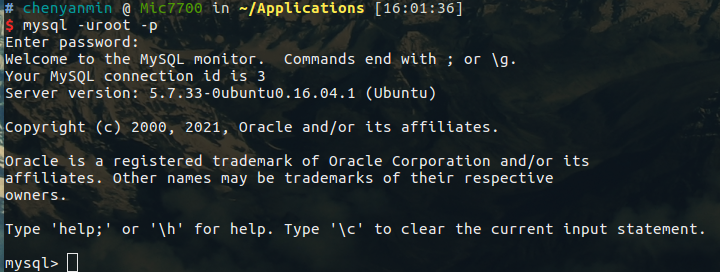 # chenyanmin @ Mic7700 in ~/Applications [16:01:36]
$ mysql -uroot -p
Enter password:
Welcome to the MySQL monitor.  Commands end with ; or \g.
Your MySQL connection id is 3
Server version: 5.7.33-0ubuntu0.16.04.1 (Ubuntu)
Copyright (c) 2000, 2021, Oracle and/or its affiliates.
Oracle is a registered trademark of Oracle Corporation and/or its
affiliates. Other names may be trademarks of their respective
owners.
Type 'help;' or '\h' for help. Type '\c' to clear the current input statement.
mysql>